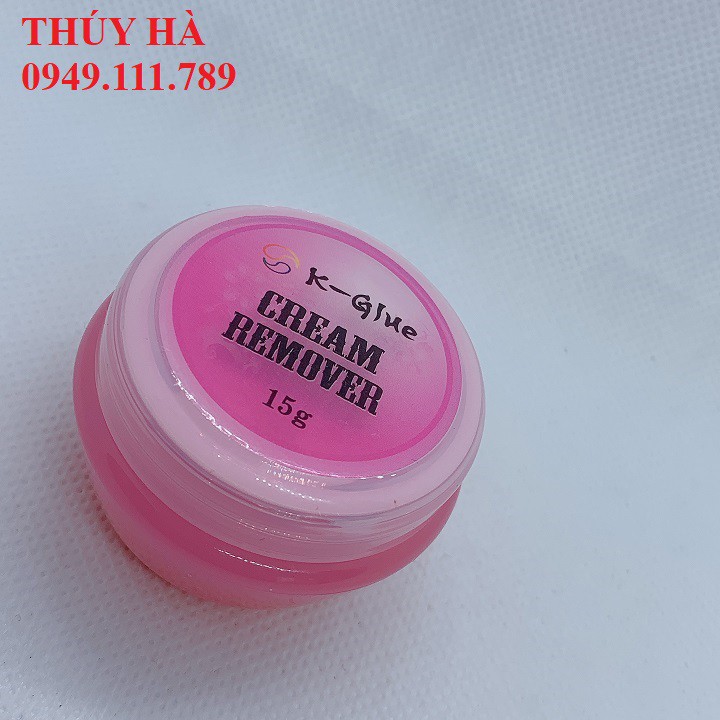 THÚY HÀ
0949.111.789
K-Glue
CREAM
REMOVER
15g